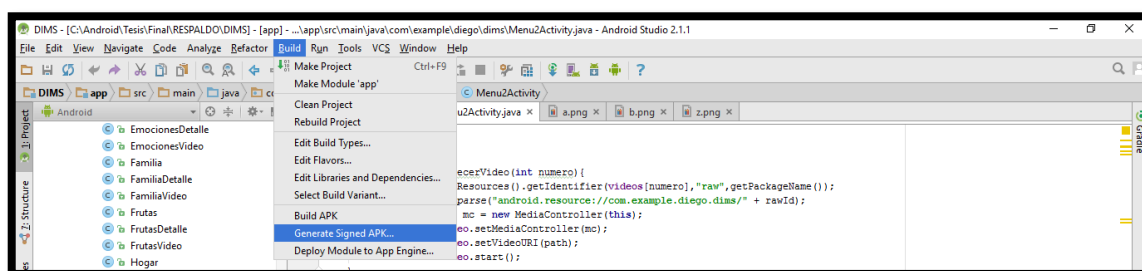 DIMS - [C:\Android\Tesis\Final\RESPALDO\DIMS] - [app] - ...\app\src\main\java\com\example\diego\dims\Menu2Activity.java - Android Studio 2.1.1
File Edit View Navigate Code Analyze Refactor Build Run Tools VCS Window Help
Make Project Ctrl+F9
Make Module 'app'
Clean Project
Rebuild Project
Edit Build Types...
Edit Flavors...
Edit Libraries and Dependencies...
Select Build Variant...
Build APK
Generate Signed APK...
Deploy Module to App Engine...
DIMS app src main java Menu2Activity
Android
u2Activity.java a.png b.png z.png
1: Project
Z: Structure
Gradle
EmocionesDetalle
EmocionesVideo
Familia
FamiliaDetalle
FamiliaVideo
Frutas
FrutasDetalle
FrutasVideo
Hogar
ecerVideo(int numero){
Resources().getIdentifier(videos[numero],"raw",getPackageName());
parse("android.resource://com.example.diego.dims/" + rawId);
mc = new MediaController(this);
eo.setMediaController(mc);
eo.setVideoURI(path);
eo.start();